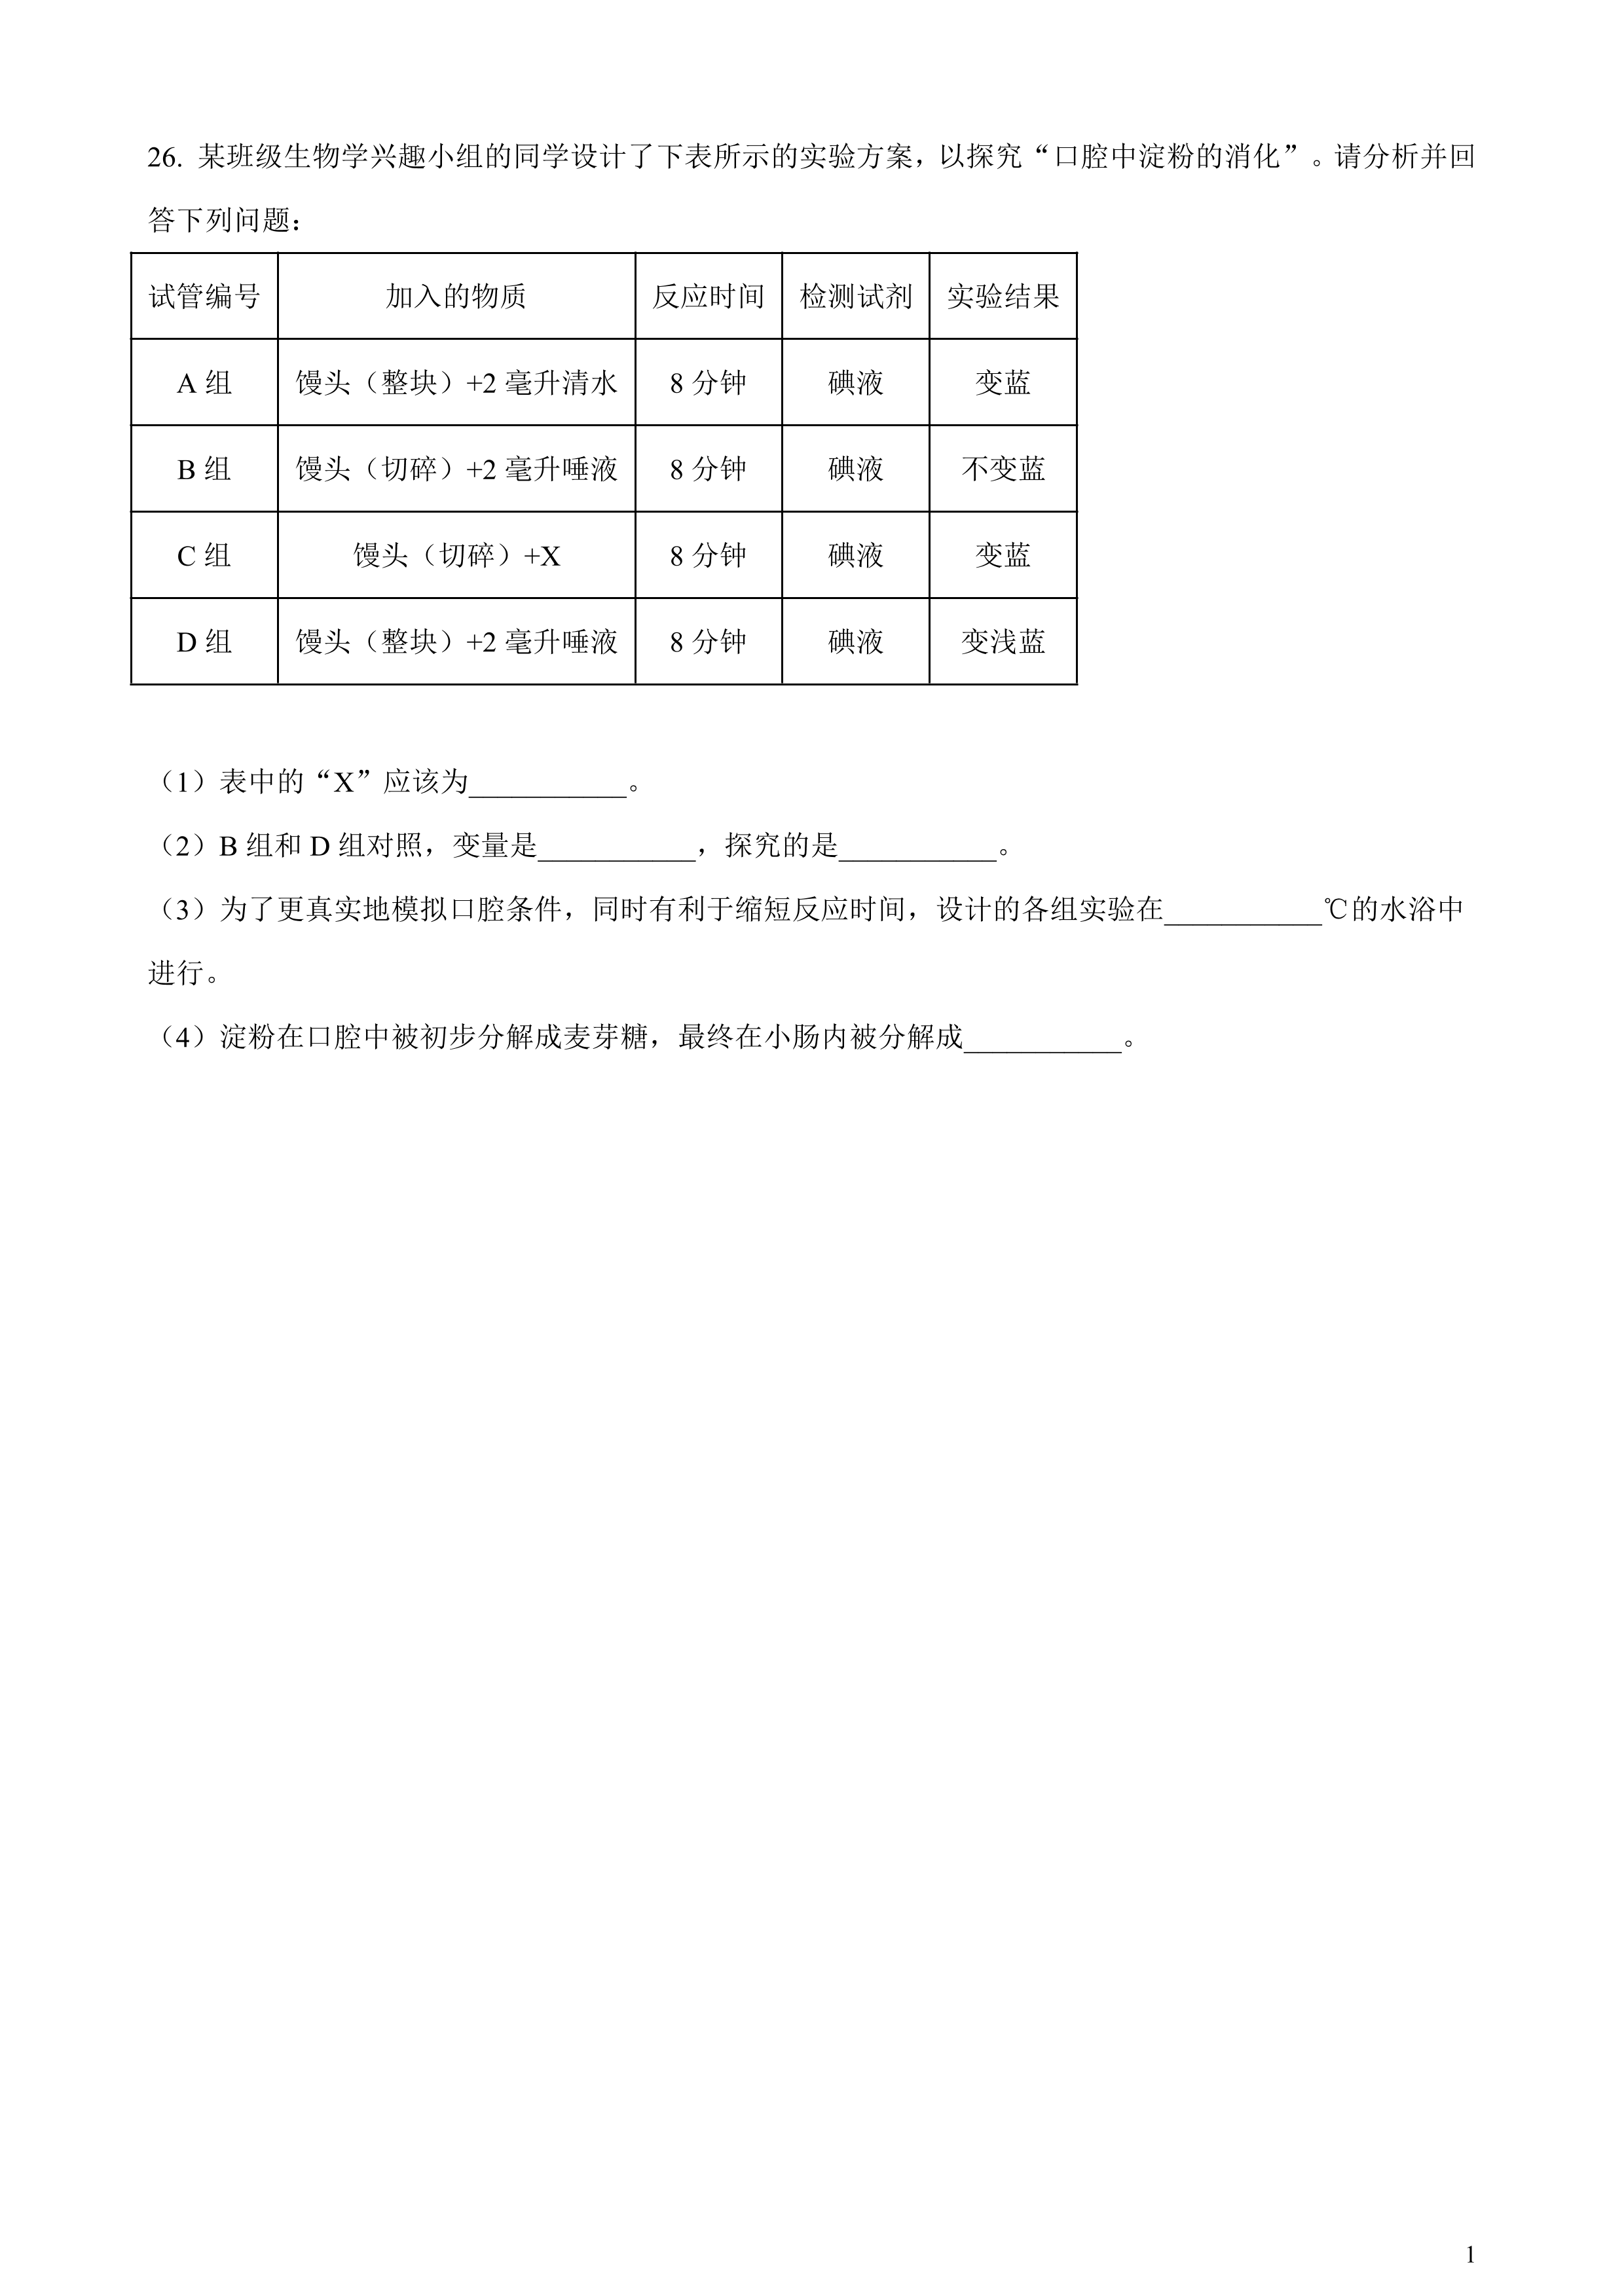 26. 某班级生物学兴趣小组的同学设计了下表所示的实验方案，以探究“口腔中淀粉的消化”。请分析并回
答下列问题：
试管编号 加入的物质 反应时间 检测试剂 实验结果
A 组 馒头（整块）+2 毫升清水 8 分钟 碘液 变蓝
B 组 馒头（切碎）+2 毫升唾液 8 分钟 碘液 不变蓝
C 组 馒头（切碎）+X 8 分钟 碘液 变蓝
D 组 馒头（整块）+2 毫升唾液 8 分钟 碘液 变浅蓝
（1）表中的“X”应该为___________。
（2）B 组和 D 组对照，变量是___________，探究的是___________。
（3）为了更真实地模拟口腔条件，同时有利于缩短反应时间，设计的各组实验在___________℃的水浴中
进行。
（4）淀粉在口腔中被初步分解成麦芽糖，最终在小肠内被分解成___________。
1